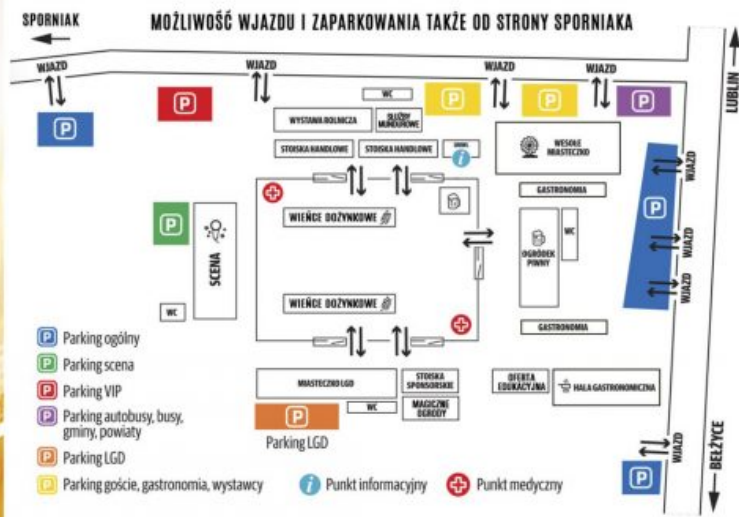 SPORNIAK
MOŻLIWOŚĆ WJAZDU I ZAPARKOWANIA TAKŻE OD STRONY SPORNIAKA
LUBLIN
WJAZD
WJAZD
WJAZD
WJAZD
P
P
P
P
P
WC
WYSTAWA ROLNICZA
SŁUŻBY
MUNDUROWE
STOISKA HANDLOWE
STOISKA HANDLOWE
i
WESOŁE
MIASTECZKO
WJAZD
GASTRONOMIA
P
P
SCENA
WIEŃCE DOŻYNKOWE
OGRÓDEK
PIWNY
WC
WJAZD
WJAZD
WC
WIEŃCE DOŻYNKOWE
GASTRONOMIA
MIASTECZKO LGD
STOISKA
SPONSORSKIE
OFERTA
EDUKACYJNA
HALA GASTRONOMICZNA
WC
MAGICZNE
OGRODY
P
Parking LGD
WJAZD
P
BEŁŻYCE
P Parking ogólny
P Parking scena
P Parking VIP
P Parking autobusy, busy,
gminy, powiaty
P Parking LGD
P Parking goście, gastronomia, wystawcy
i Punkt informacyjny
Punkt medyczny